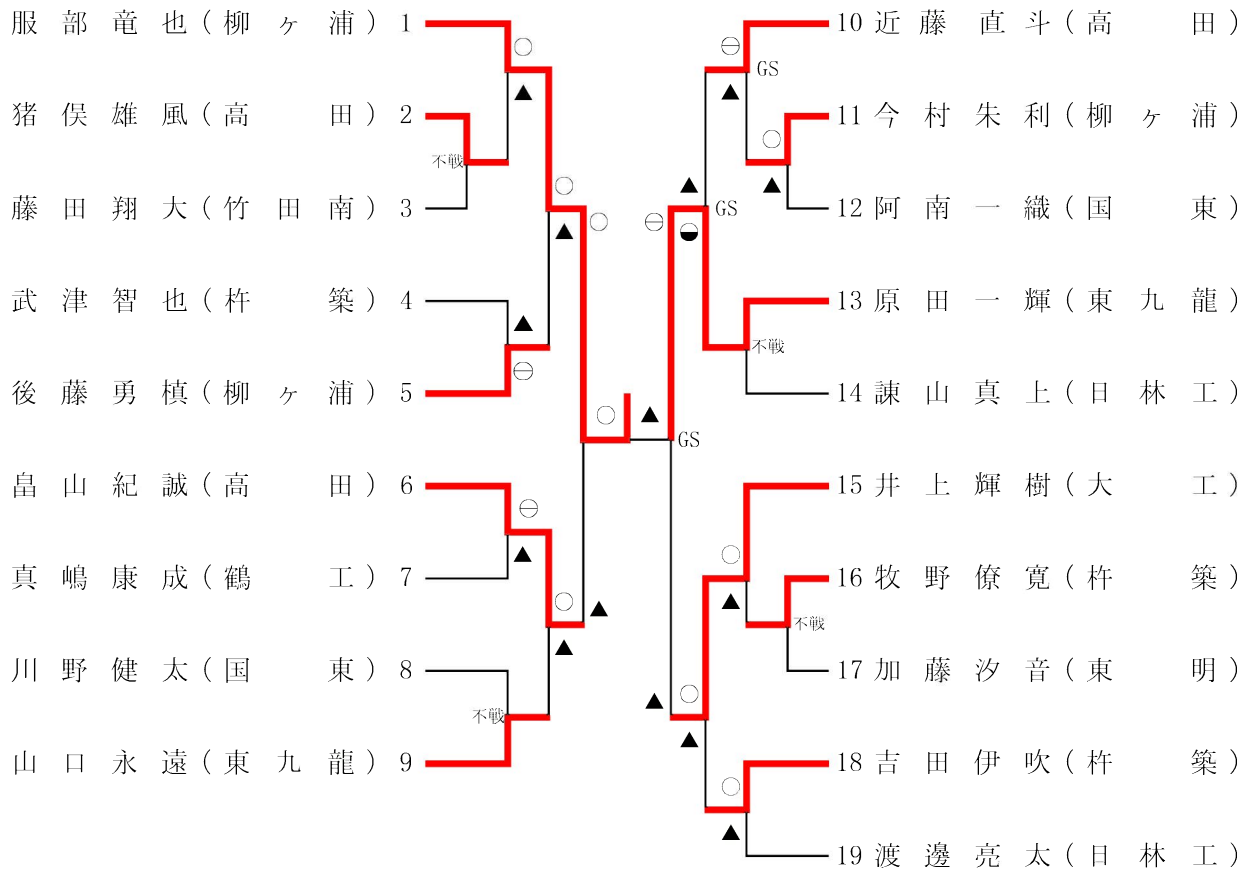 服部竜也(柳ヶ浦) 1
猪俣雄風(高田) 2
不戦
藤田翔大(竹田南) 3
武津智也(杵築) 4
後藤勇槙(柳ヶ浦) 5
畠山紀誠(高田) 6
真嶋康成(鶴工) 7
川野健太(国東) 8
不戦
山口永遠(東九龍) 9
10 近藤直斗(高田)
GS
11 今村朱利(柳ヶ浦)
12 阿南一織(国東)
GS
13 原田一輝(東九龍)
不戦
14 諫山真上(日林工)
GS
15 井上輝樹(大工)
16 牧野僚寛(杵築)
不戦
17 加藤汐音(東明)
18 吉田伊吹(杵築)
19 渡邊亮太(日林工)